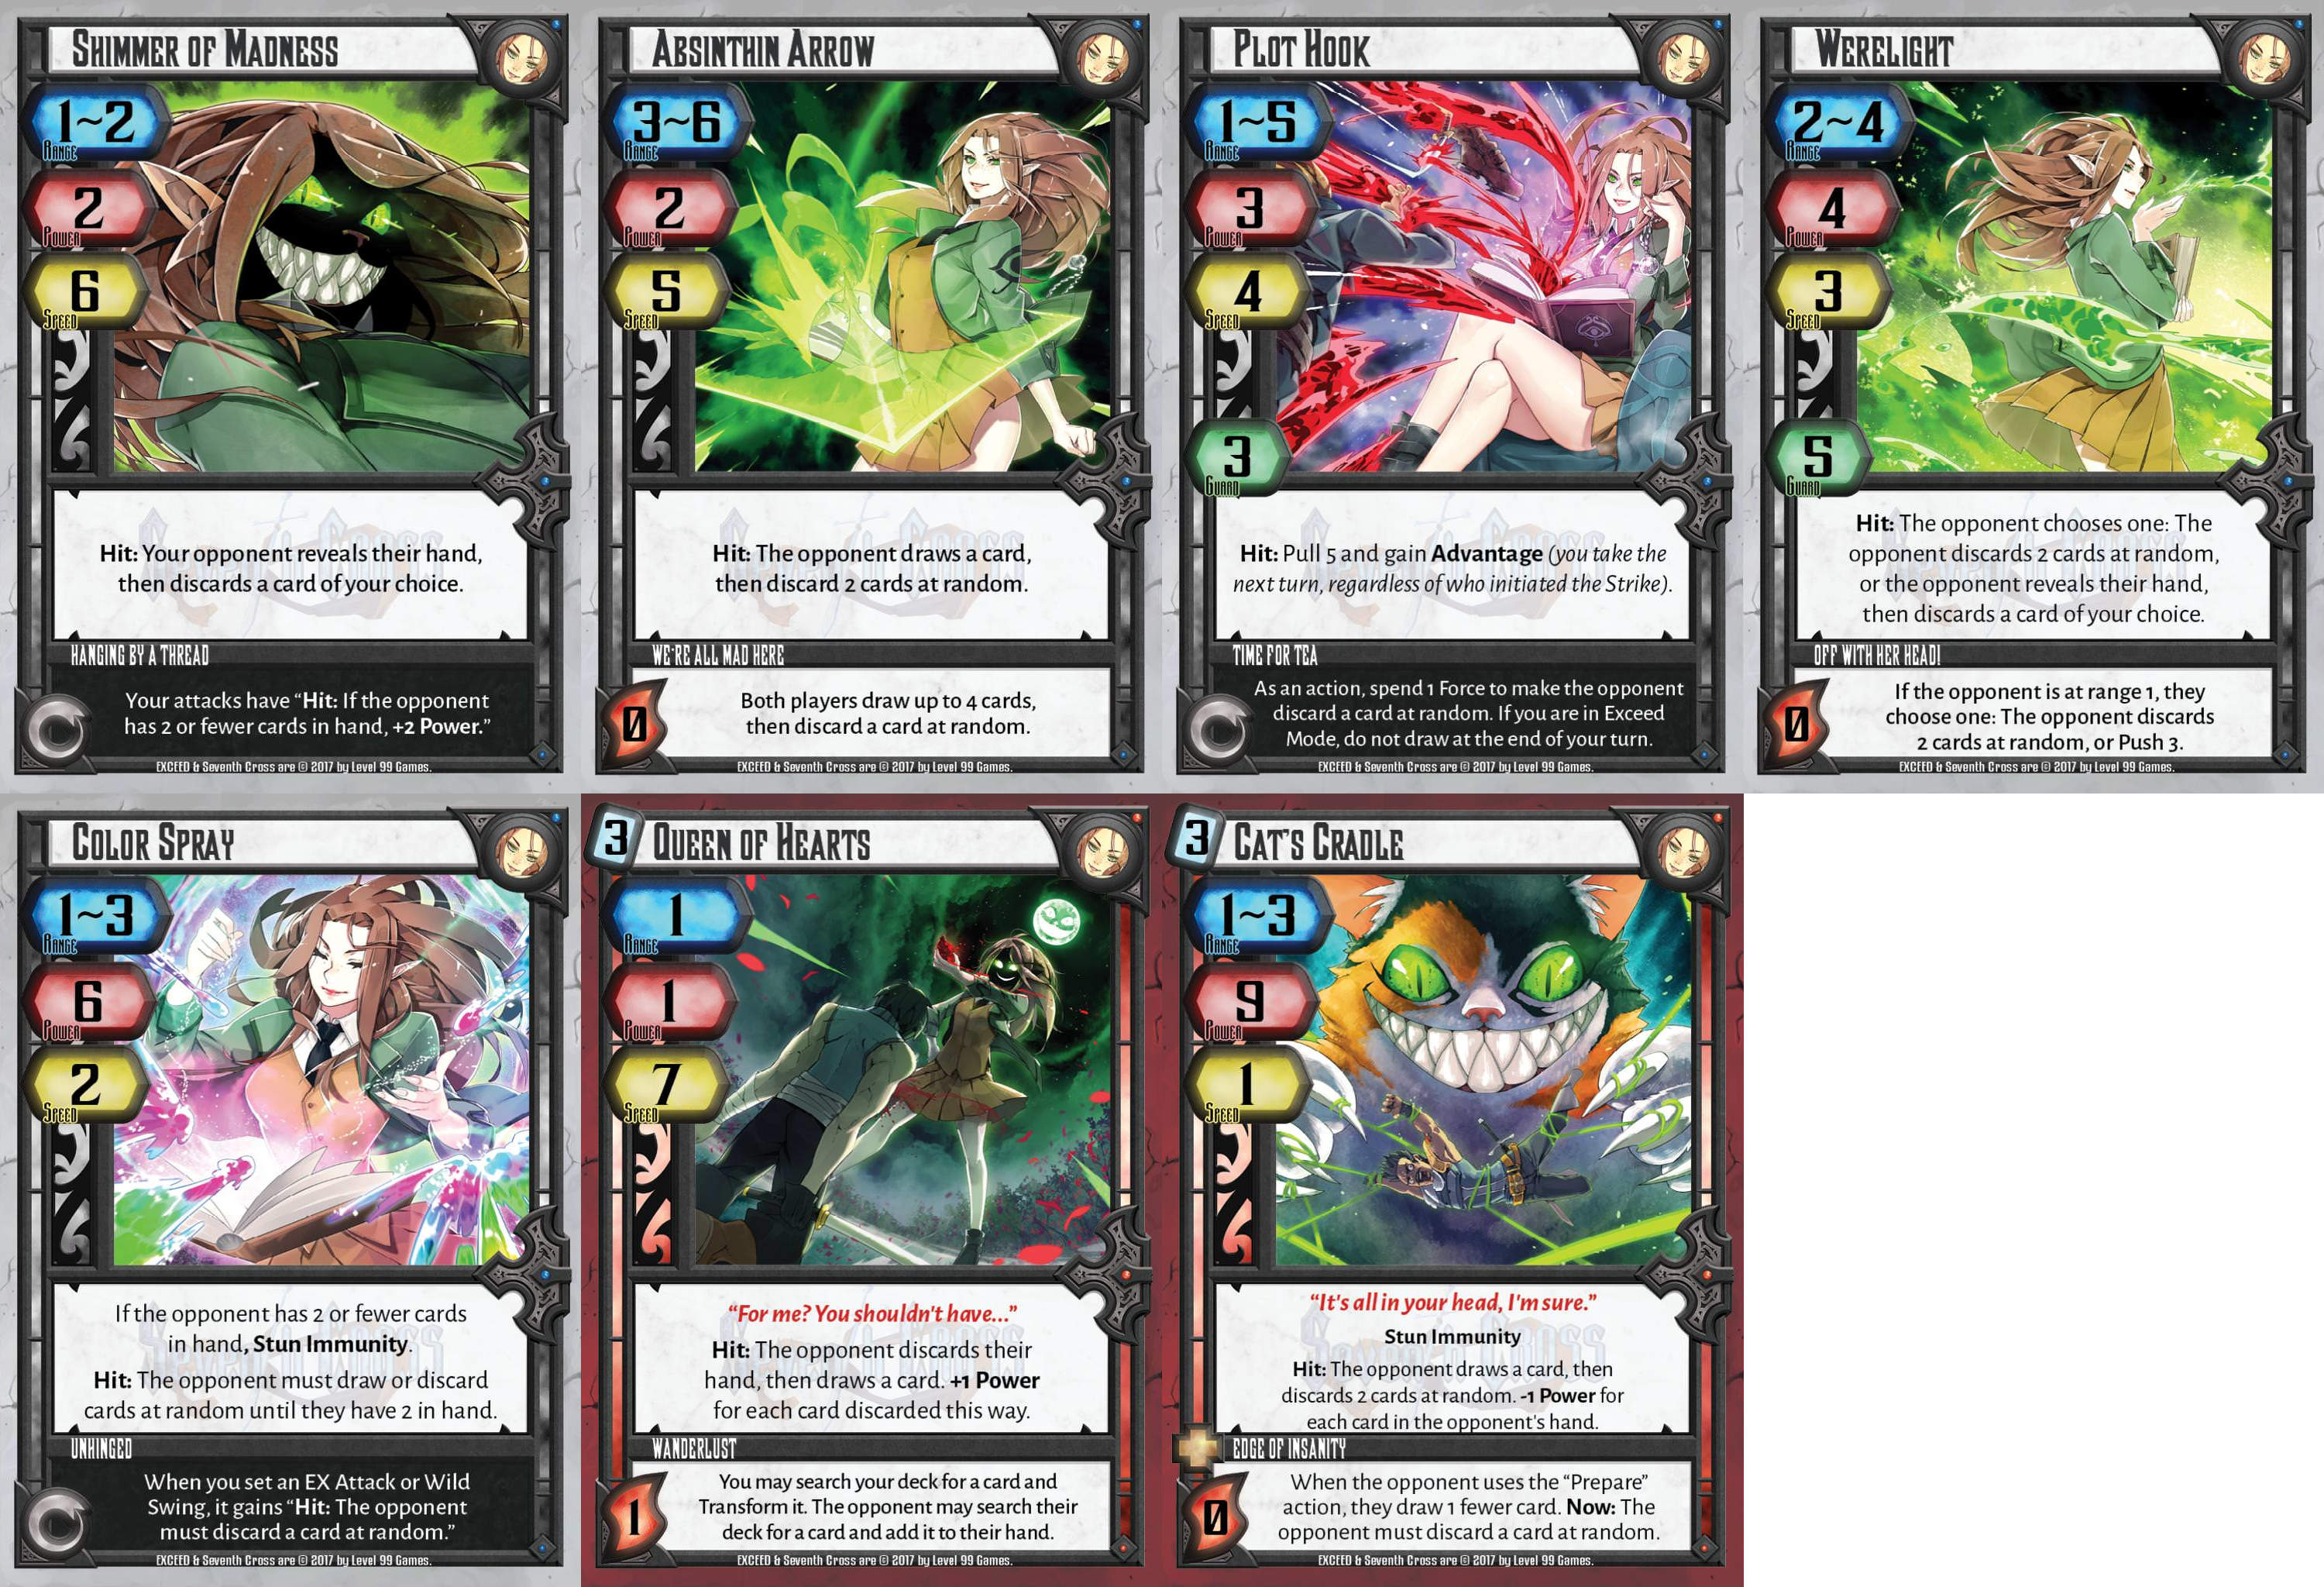 SHIMMER OF MADNESS
1~2
RANGE
2
POWER
6
SPEED
Hit: Your opponent reveals their hand,
then discards a card of your choice.
HANGING BY A THREAD
Your attacks have “Hit: If the opponent
has 2 or fewer cards in hand, +2 Power.”
EXCEED & Seventh Cross are © 2017 by Level 99 Games.
ABSINTHIN ARROW
3~6
RANGE
2
POWER
5
SPEED
Hit: The opponent draws a card,
then discard 2 cards at random.
WE'RE ALL MAD HERE
0
Both players draw up to 4 cards,
then discard a card at random.
EXCEED & Seventh Cross are © 2017 by Level 99 Games.
PLOT HOOK
1~5
RANGE
3
POWER
4
SPEED
3
GUARD
Hit: Pull 5 and gain Advantage (you take the
next turn, regardless of who initiated the Strike).
TIME FOR TEA
As an action, spend 1 Force to make the opponent
discard a card at random. If you are in Exceed
Mode, do not draw at the end of your turn.
EXCEED & Seventh Cross are © 2017 by Level 99 Games.
WERELIGHT
2~4
RANGE
4
POWER
3
SPEED
5
GUARD
Hit: The opponent chooses one: The
opponent discards 2 cards at random,
or the opponent reveals their hand,
then discards a card of your choice.
OFF WITH HER HEAD!
0
If the opponent is at range 1, they
choose one: The opponent discards
2 cards at random, or Push 3.
EXCEED & Seventh Cross are © 2017 by Level 99 Games.
COLOR SPRAY
1~3
RANGE
6
POWER
2
SPEED
If the opponent has 2 or fewer cards
in hand, Stun Immunity.
Hit: The opponent must draw or discard
cards at random until they have 2 in hand.
UNHINGED
When you set an EX Attack or Wild
Swing, it gains “Hit: The opponent
must discard a card at random.”
EXCEED & Seventh Cross are © 2017 by Level 99 Games.
3
QUEEN OF HEARTS
1
RANGE
1
POWER
7
SPEED
“For me? You shouldn't have...”
Hit: The opponent discards their
hand, then draws a card. +1 Power
for each card discarded this way.
WANDERLUST
1
You may search your deck for a card and
Transform it. The opponent may search their
deck for a card and add it to their hand.
EXCEED & Seventh Cross are © 2017 by Level 99 Games.
3
CAT'S CRADLE
1~3
RANGE
9
POWER
1
SPEED
“It's all in your head, I'm sure.”
Stun Immunity
Hit: The opponent draws a card, then
discards 2 cards at random. -1 Power for
each card in the opponent's hand.
EDGE OF INSANITY
0
When the opponent uses the “Prepare”
action, they draw 1 fewer card. Now: The
opponent must discard a card at random.
EXCEED & Seventh Cross are © 2017 by Level 99 Games.